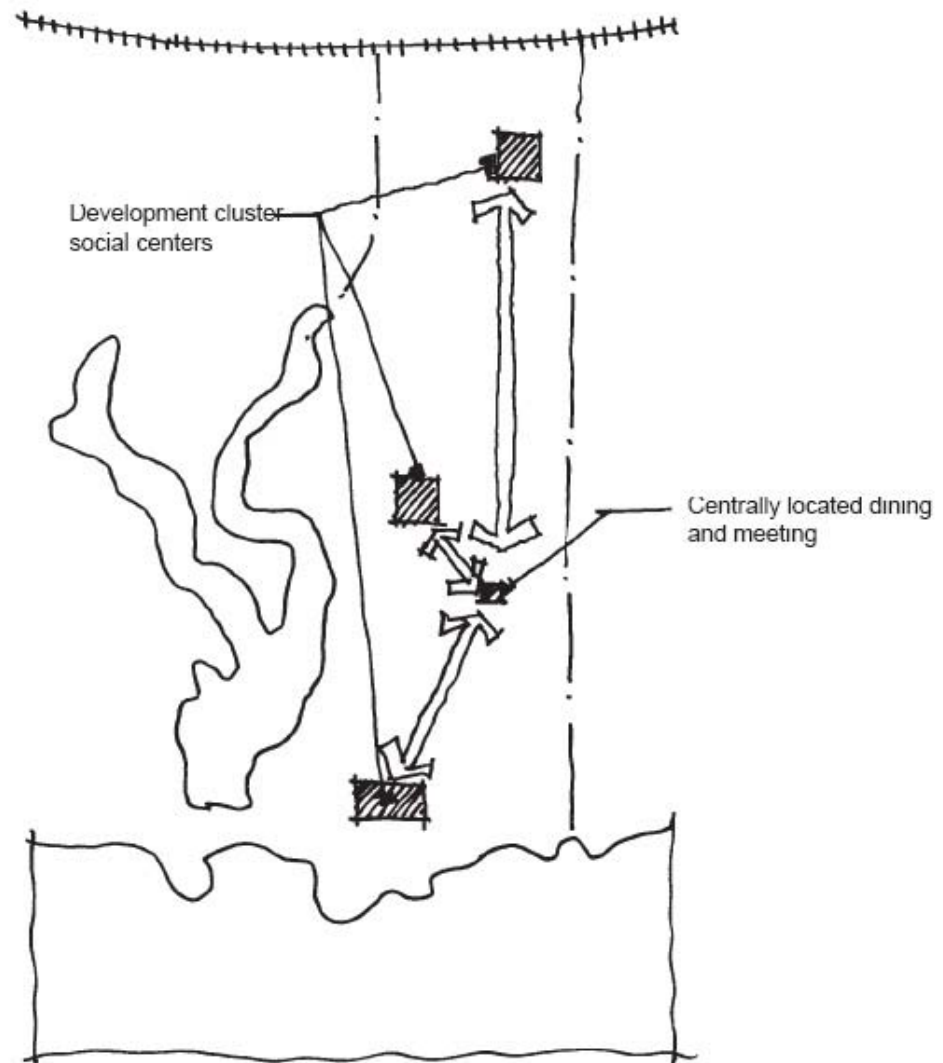 Development cluster
social centers
Centrally located dining
and meeting